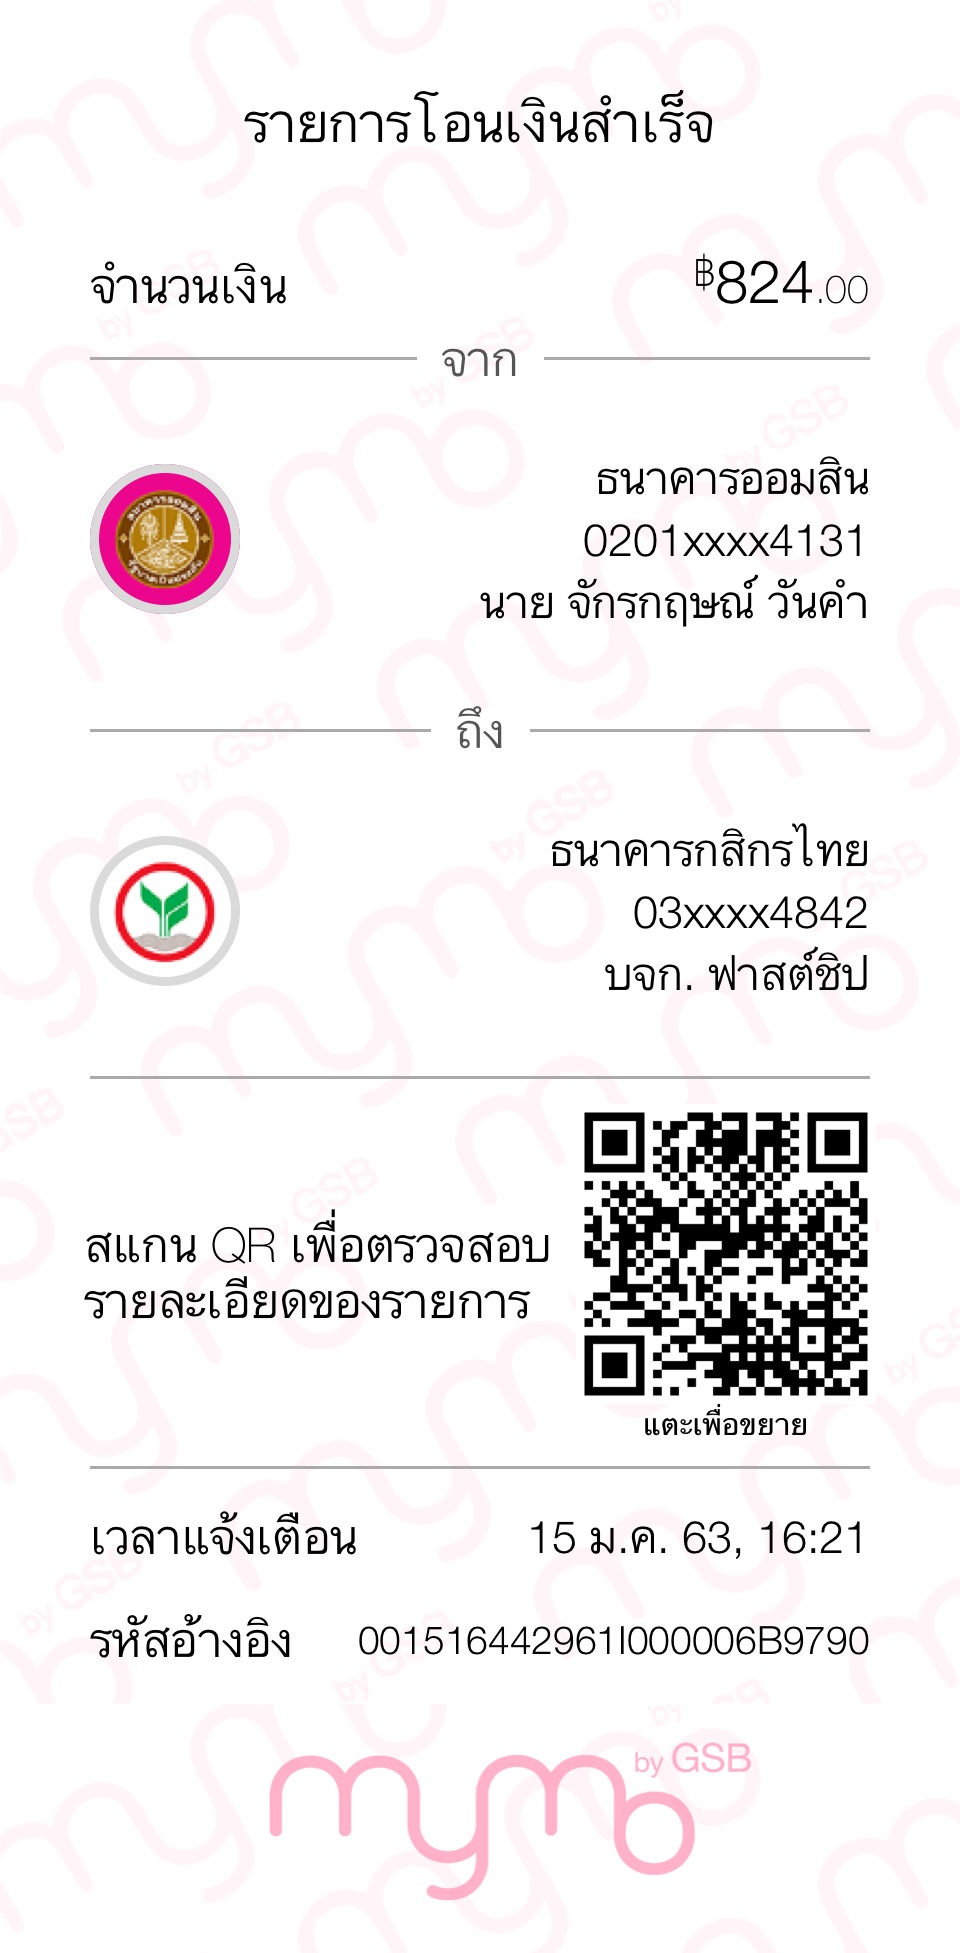 รายการโอนเงินสำเร็จ
จำนวนเงิน ฿824.00
จาก
ธนาคารออมสิน
0201xxxx4131
นาย จักรกฤษณ์ วันคำ
ถึง
ธนาคารกสิกรไทย
03xxxx4842
บจก. ฟาสต์ชิป
สแกน QR เพื่อตรวจสอบ
รายละเอียดของรายการ
แตะเพื่อขยาย
เวลาแจ้งเตือน 15 ม.ค. 63, 16:21
รหัสอ้างอิง 001516442961I000006B9790
mymo by GSB